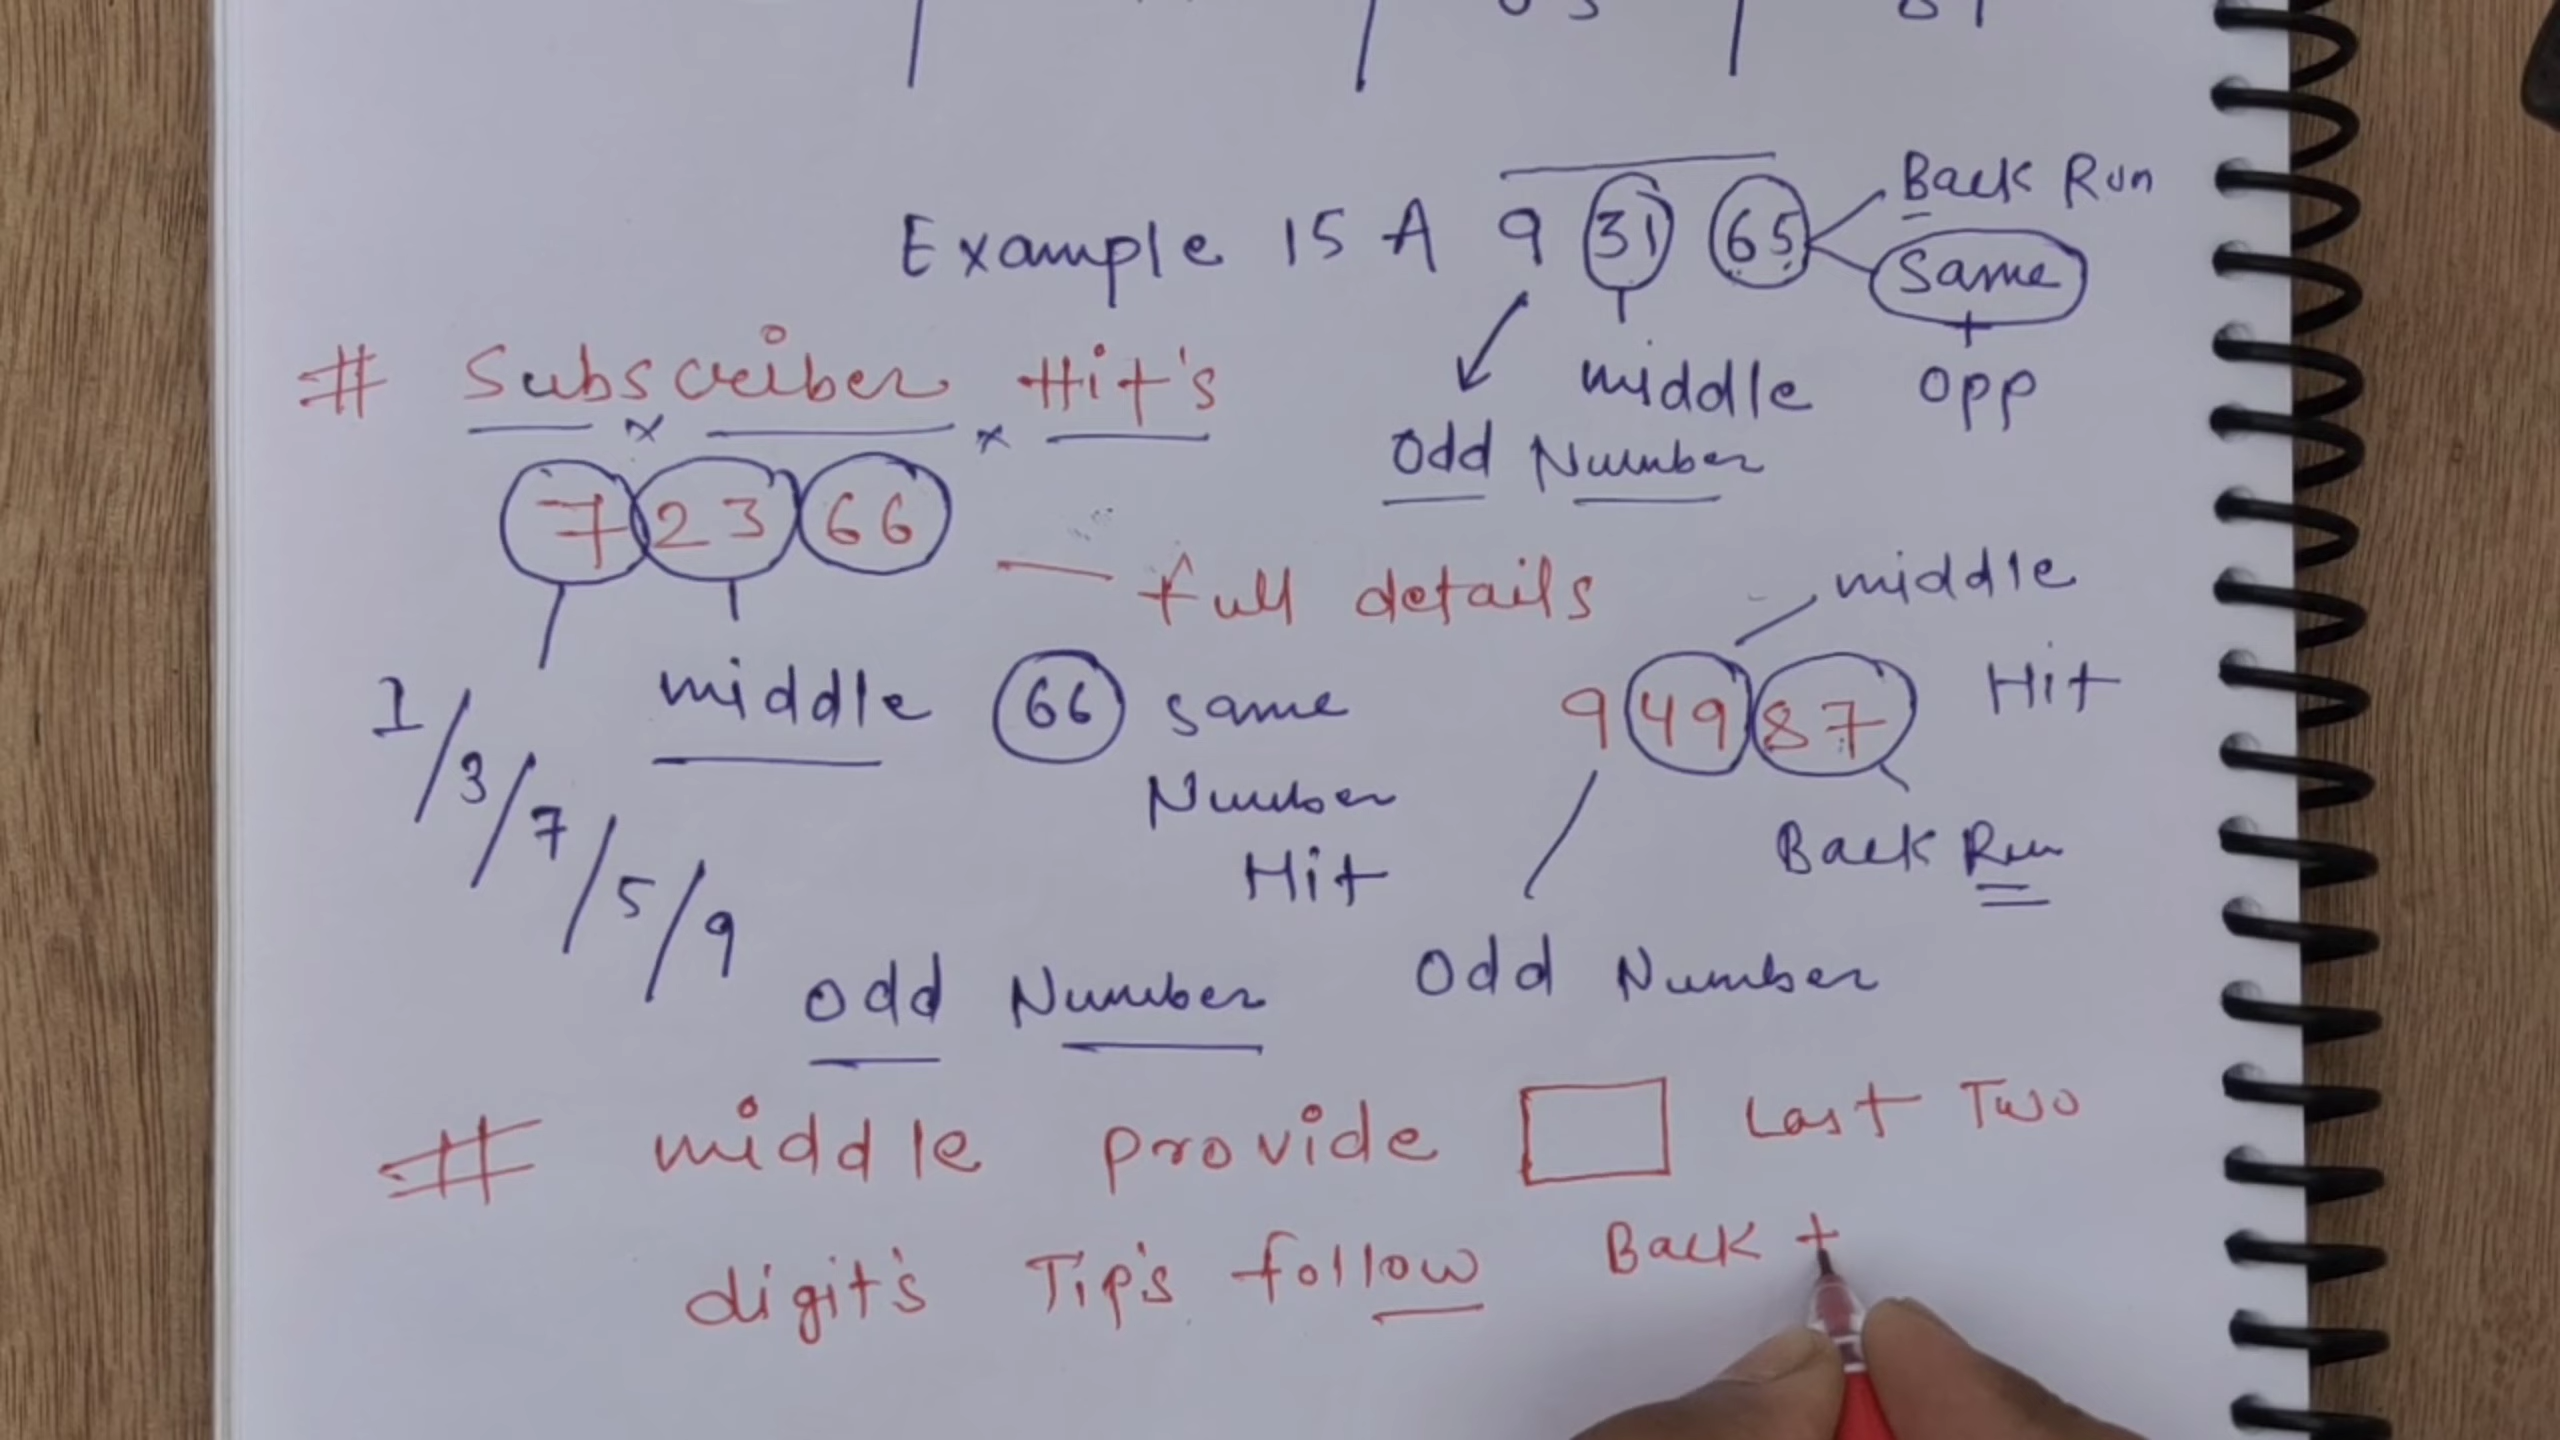 Back Run
Example 15 A 9 31 65
Same
+
# Subscriber Hit's
middle opp
× ×
Odd Number
7 23 66
full details
middle
1/3/7/5/9
middle 66 same
9 49 87 Hit
Number
Hit
Back Run
Odd Number
Odd Number
# middle provide Last Two
digit's Tip's follow Back +